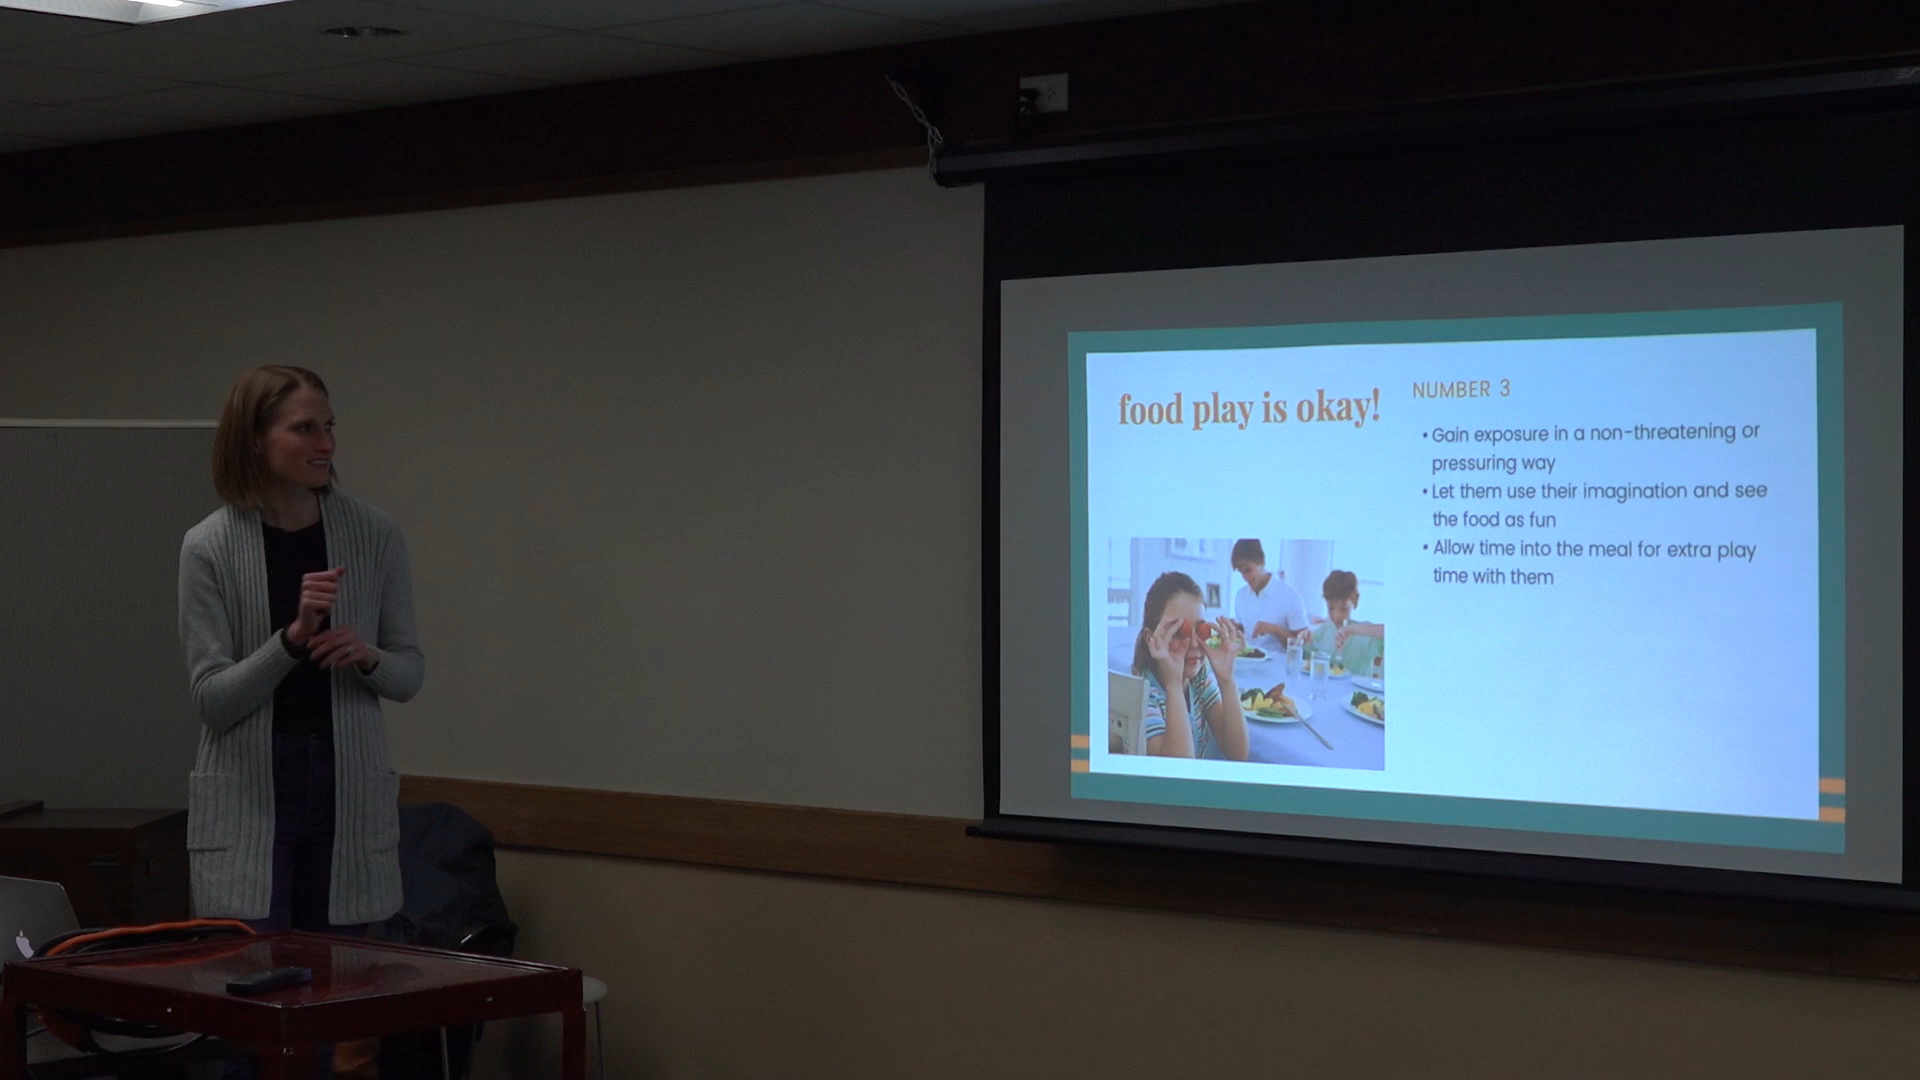 food play is okay!
NUMBER 3
• Gain exposure in a non-threatening or
pressuring way
• Let them use their imagination and see
the food as fun
• Allow time into the meal for extra play
time with them